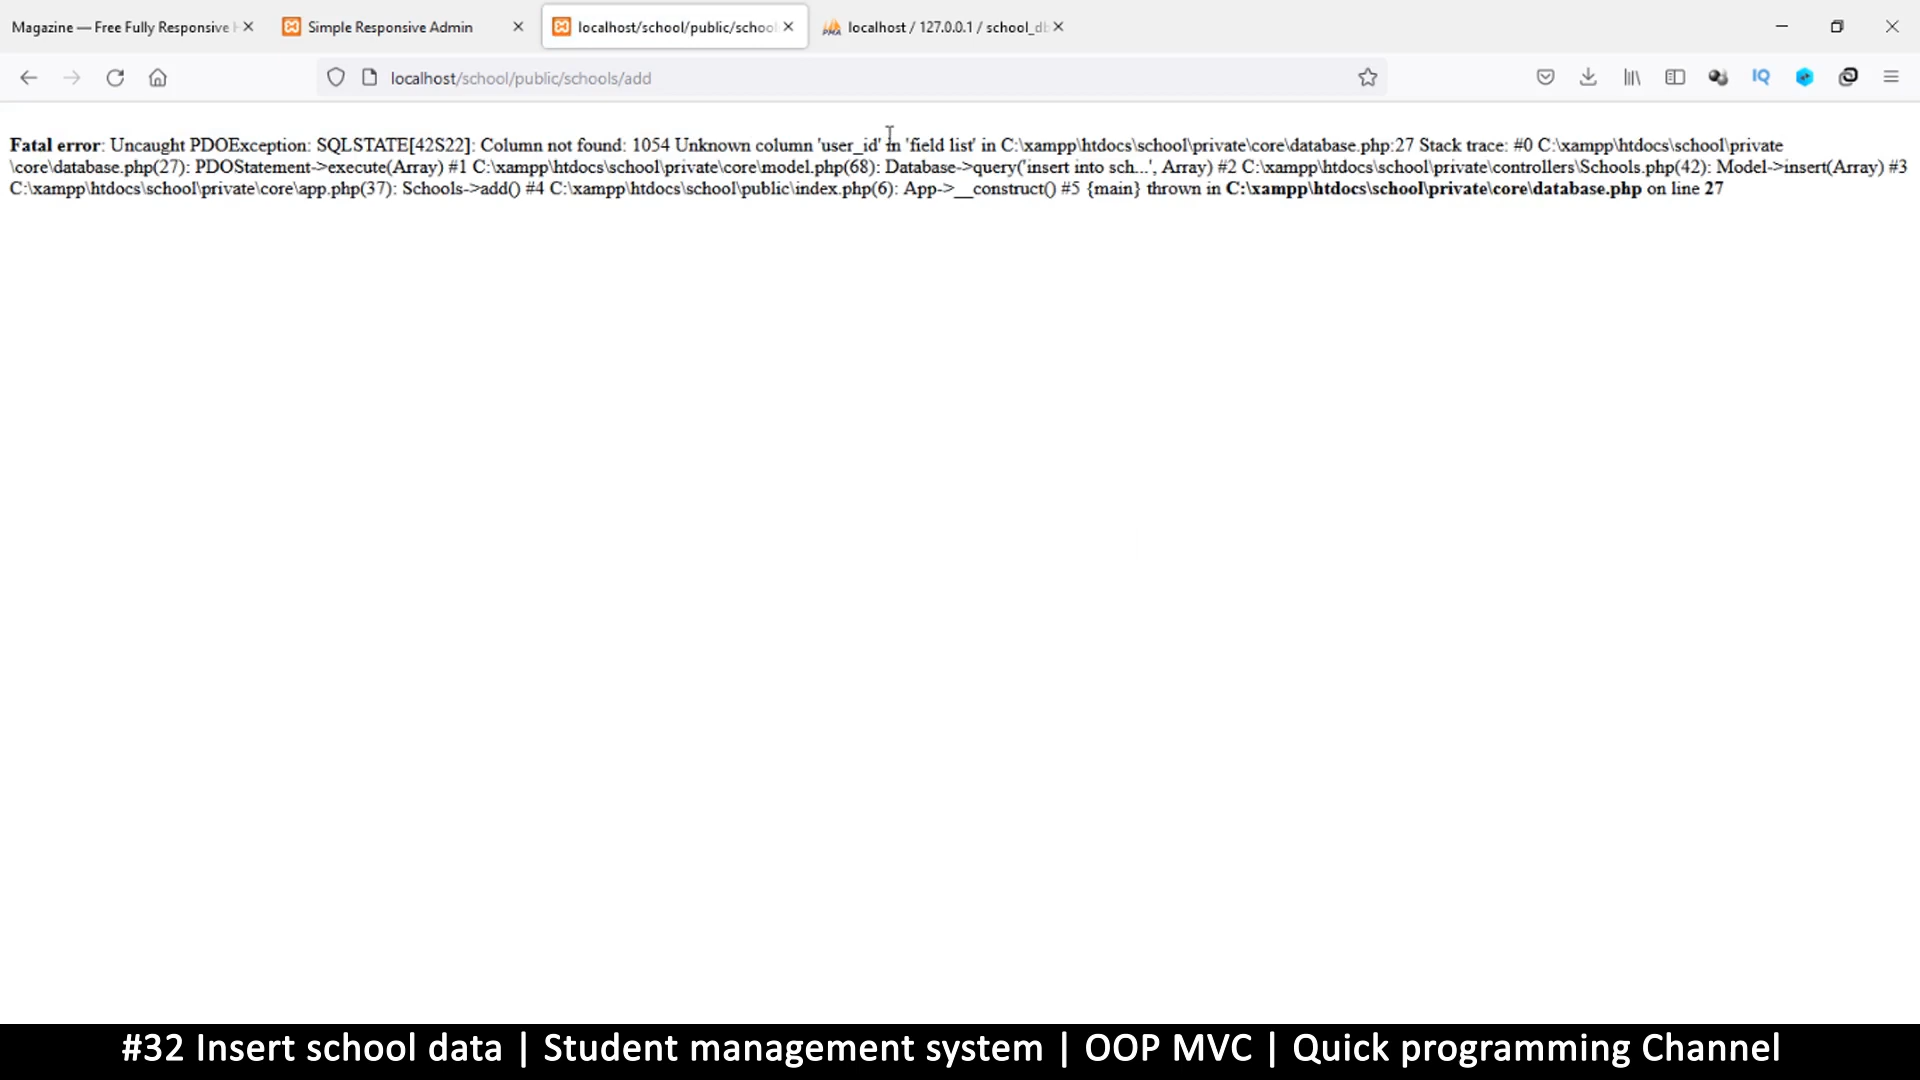 Magazine — Free Fully Responsive
Simple Responsive Admin
localhost/school/public/school
localhost / 127.0.0.1 / school_db
localhost/school/public/schools/add
IQ
Fatal error: Uncaught PDOException: SQLSTATE[42S22]: Column not found: 1054 Unknown column 'user_id' in 'field list' in C:\xampp\htdocs\school\private\core\database.php:27 Stack trace: #0 C:\xampp\htdocs\school\private
\core\database.php(27): PDOStatement->execute(Array) #1 C:\xampp\htdocs\school\private\core\model.php(68): Database->query('insert into sch...', Array) #2 C:\xampp\htdocs\school\private\controllers\Schools.php(42): Model->insert(Array) #3
C:\xampp\htdocs\school\private\core\app.php(37): Schools->add() #4 C:\xampp\htdocs\school\public\index.php(6): App->__construct() #5 {main} thrown in C:\xampp\htdocs\school\private\core\database.php on line 27
#32 Insert school data | Student management system | OOP MVC | Quick programming Channel